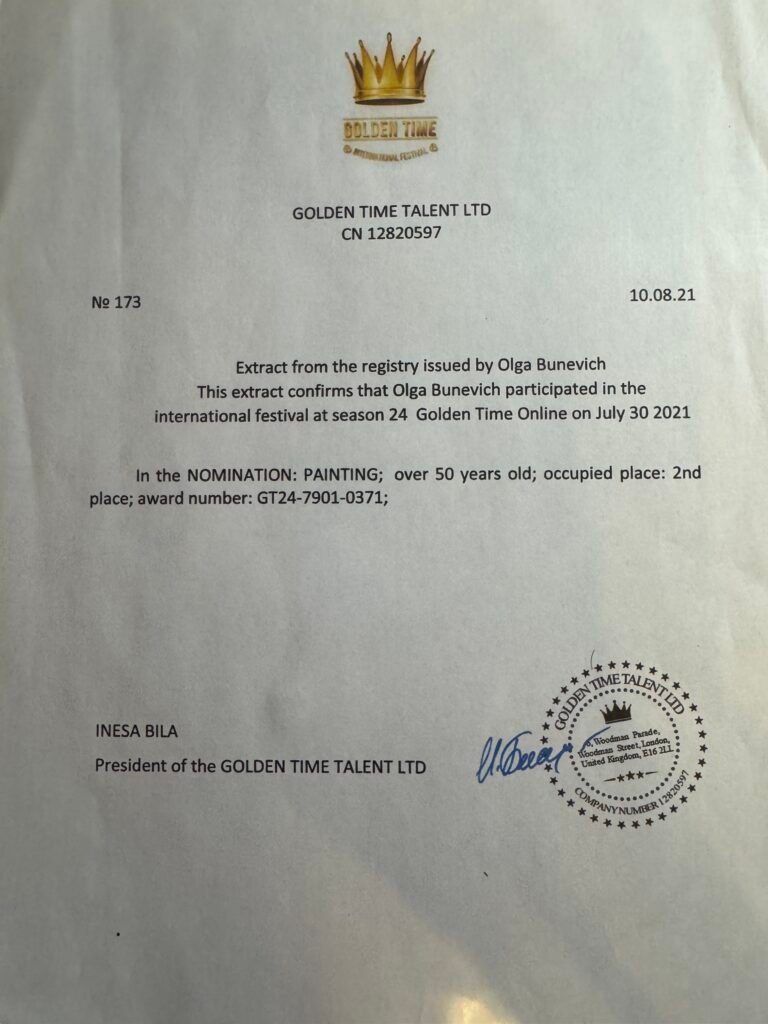 GOLDEN TIME
INTERNATIONAL FESTIVAL
GOLDEN TIME TALENT LTD
CN 12820597
№ 173
10.08.21
Extract from the registry issued by Olga Bunevich
This extract confirms that Olga Bunevich participated in the
international festival at season 24 Golden Time Online on July 30 2021
In the NOMINATION: PAINTING; over 50 years old; occupied place: 2nd
place; award number: GT24-7901-0371;
INESA BILA
President of the GOLDEN TIME TALENT LTD
GOLDEN TIME TALENT LTD
Woodman Parade,
Woodman Street, London,
United Kingdom, E16 2LL
COMPANY NUMBER 12820597